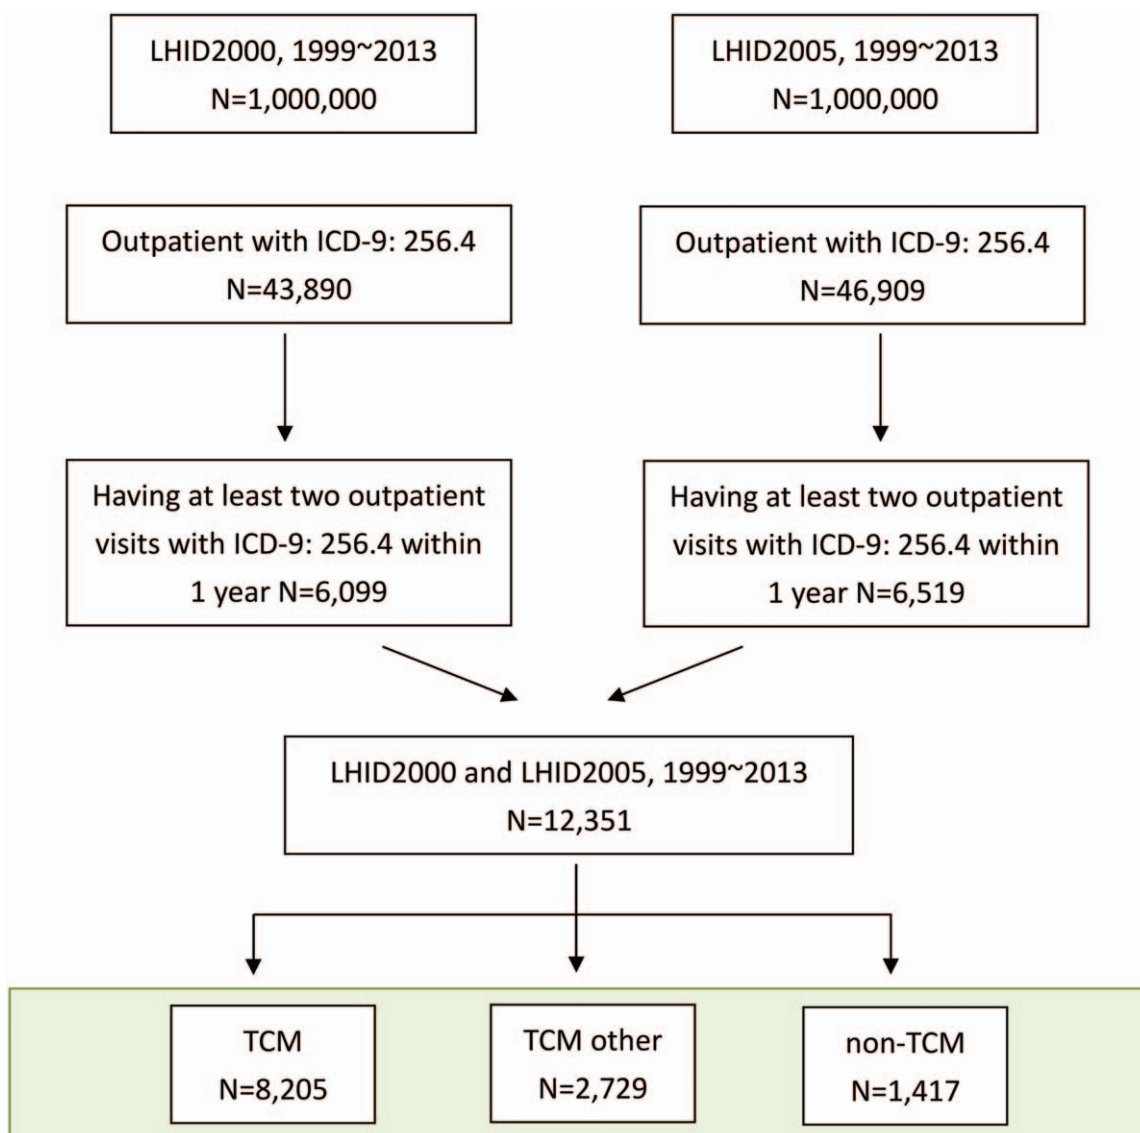 LHID2000, 1999~2013
N=1,000,000
LHID2005, 1999~2013
N=1,000,000
Outpatient with ICD-9: 256.4
N=43,890
Outpatient with ICD-9: 256.4
N=46,909
Having at least two outpatient
visits with ICD-9: 256.4 within
1 year N=6,099
Having at least two outpatient
visits with ICD-9: 256.4 within
1 year N=6,519
LHID2000 and LHID2005, 1999~2013
N=12,351
TCM
N=8,205
TCM other
N=2,729
non-TCM
N=1,417